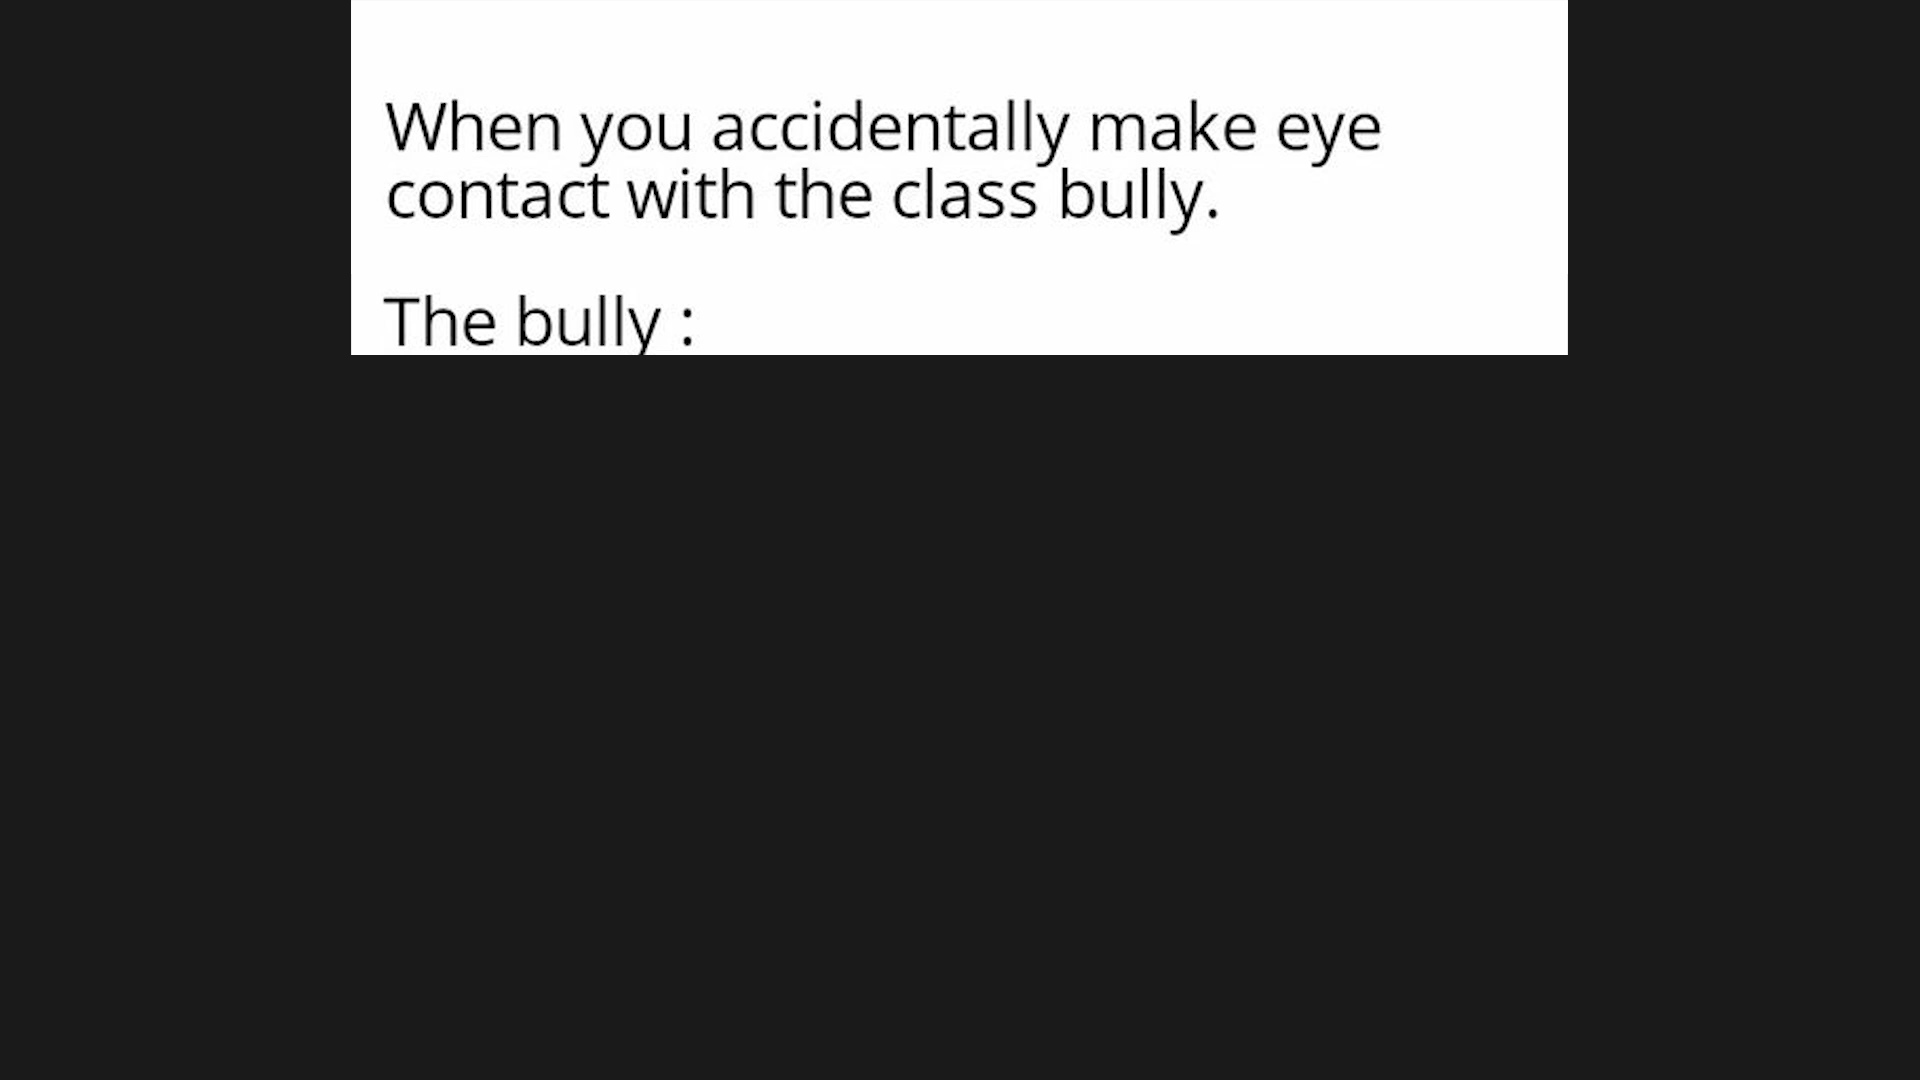 When you accidentally make eye
contact with the class bully.
The bully :